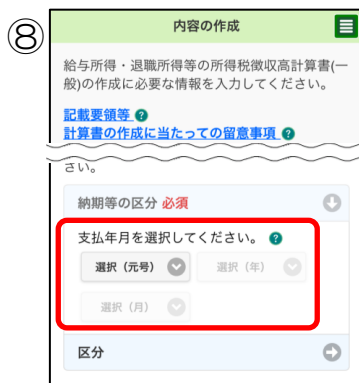 ⑧
内容の作成
給与所得・退職所得等の所得税徴収高計算書(一
般)の作成に必要な情報を入力してください。
記載要領等 ?
計算書の作成に当たっての留意事項 ?
さい。
納期等の区分 必須
支払年月を選択してください。 ?
選択（元号） 選択（年）
選択（月）
区分